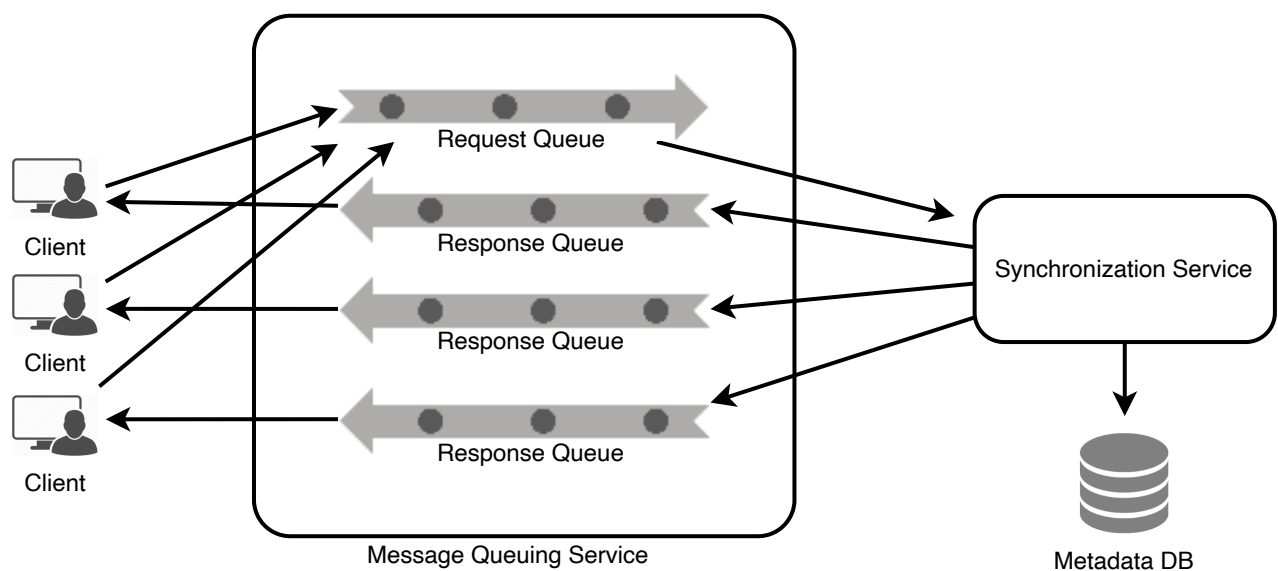 Request Queue
Client
Response Queue
Synchronization Service
Client
Response Queue
Client
Response Queue
Message Queuing Service
Metadata DB